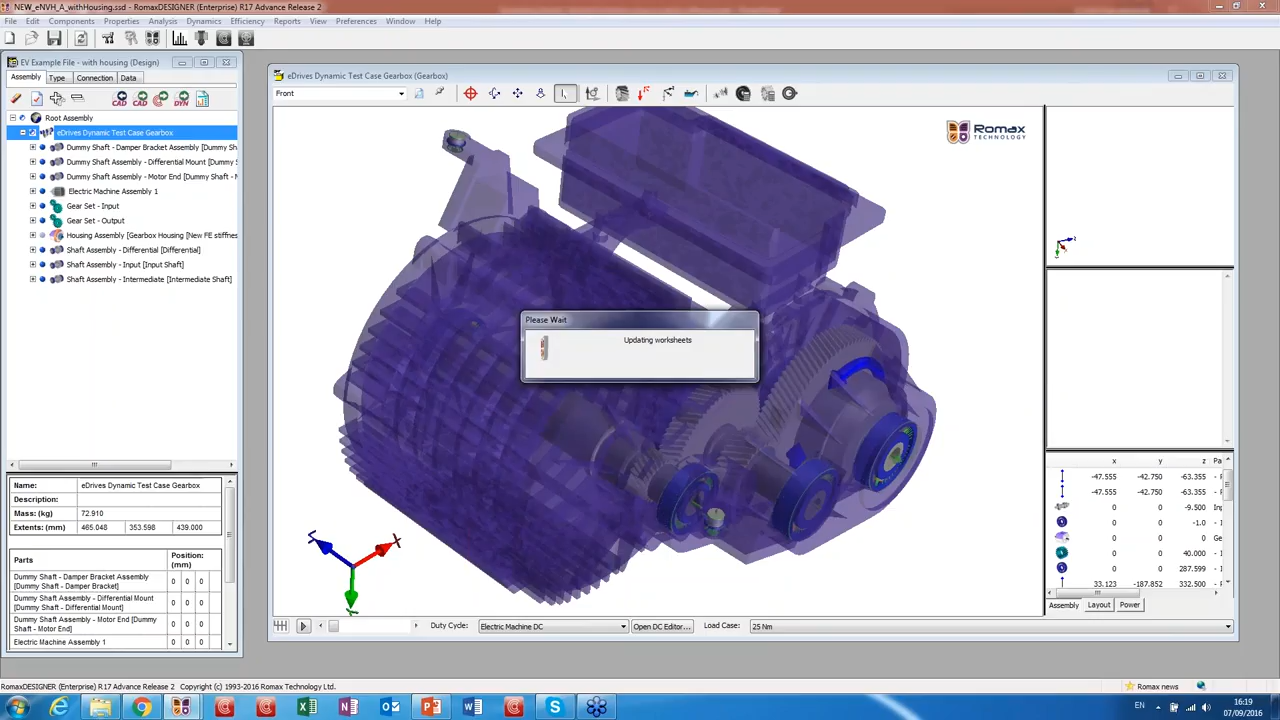 NEW_eNVH_A_withHousing.ssd - RomaxDESIGNER (Enterprise) R17 Advance Release 2
File Edit Components Properties Analysis Dynamics Efficiency Reports View Preferences Window Help
EV Example File - with housing (Design)
Assembly Type Connection Data
CAD CAD DYN
Root Assembly
eDrives Dynamic Test Case Gearbox
Dummy Shaft - Damper Bracket Assembly [Dummy Sh
Dummy Shaft Assembly - Differential Mount [Dummy
Dummy Shaft Assembly - Motor End [Dummy Shaft - M
Electric Machine Assembly 1
Gear Set - Input
Gear Set - Output
Housing Assembly [Gearbox Housing [New FE stiffnes
Shaft Assembly - Differential [Differential]
Shaft Assembly - Input [Input Shaft]
Shaft Assembly - Intermediate [Intermediate Shaft]
Name: eDrives Dynamic Test Case Gearbox
Description:
Mass: (kg) 72.910
Extents: (mm) 465.048 353.598 439.000
Parts Position: (mm)
Dummy Shaft - Damper Bracket Assembly
[Dummy Shaft - Damper Bracket] 0 0 0
Dummy Shaft Assembly - Differential Mount
[Dummy Shaft - Differential Mount] 0 0 0
Dummy Shaft Assembly - Motor End [Dummy
Shaft - Motor End] 0 0 0
Electric Machine Assembly 1 0 0 0
eDrives Dynamic Test Case Gearbox (Gearbox)
Front
Romax
TECHNOLOGY
Please Wait
Updating worksheets
X
x y z Pa
-47.555 -42.750 -63.355 - F
-47.555 -42.750 -63.355 - F
0 0 -9.500 Inp
0 0 -1.0
0 0 0 Ge
0 0 40.000
0 0 287.599
33.123 -187.852 332.500
Assembly Layout Power
Duty Cycle: Electric Machine DC Open DC Editor... Load Case: 25 Nm
RomaxDESIGNER (Enterprise) R17 Advance Release 2 Copyright (c) 1993-2016 Romax Technology Ltd.
Romax news
EN
16:19
07/09/2016